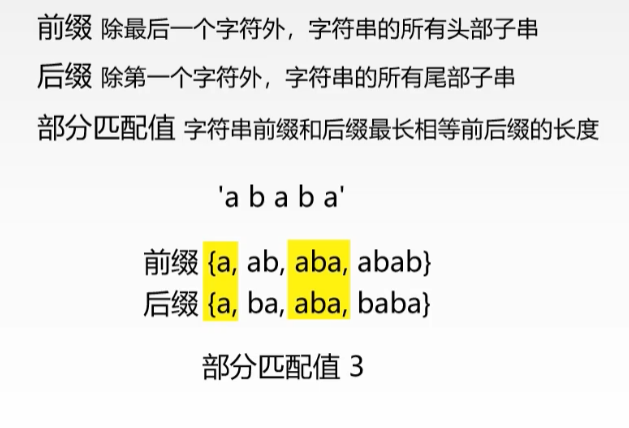 前缀 除最后一个字符外，字符串的所有头部子串
后缀 除第一个字符外，字符串的所有尾部子串
部分匹配值 字符串前缀和后缀最长相等前后缀的长度
'a b a b a'
前缀 {a, ab, aba, abab}
后缀 {a, ba, aba, baba}
部分匹配值 3